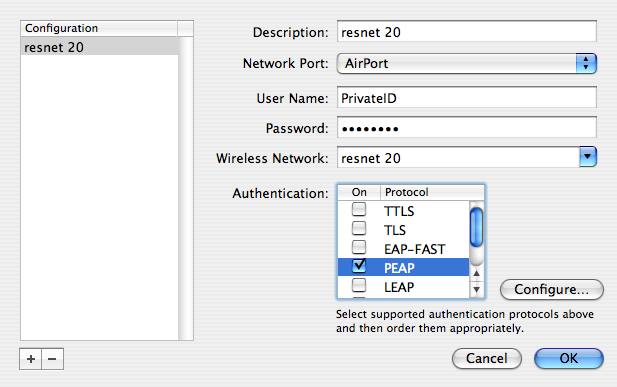 Configuration
resnet 20
Description: resnet 20
Network Port: AirPort
User Name: PrivateID
Password: ••••••••
Wireless Network: resnet 20
Authentication:
On Protocol
TTLS
TLS
EAP-FAST
PEAP
LEAP
Configure...
Select supported authentication protocols above
and then order them appropriately.
+ −
Cancel OK